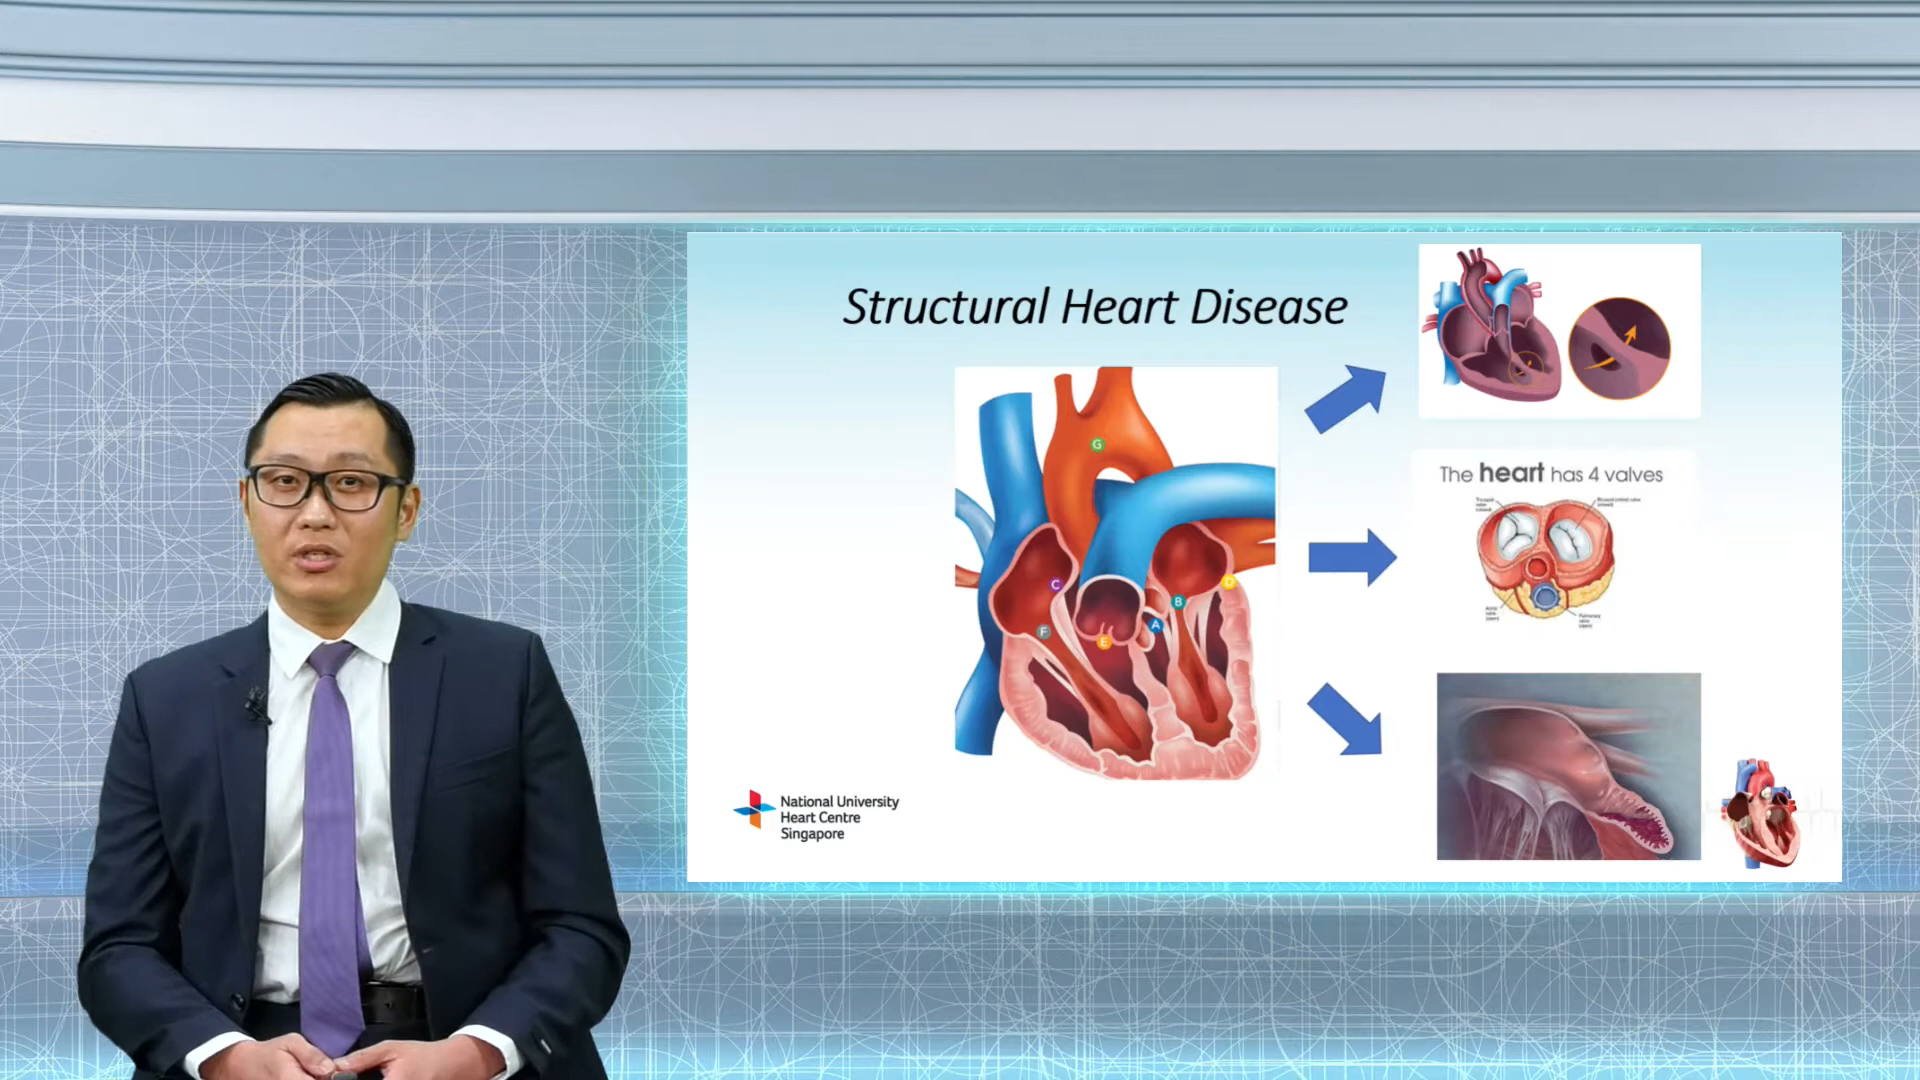 Structural Heart Disease
G
C
D
B
F
A
E
The heart has 4 valves
National University
Heart Centre
Singapore